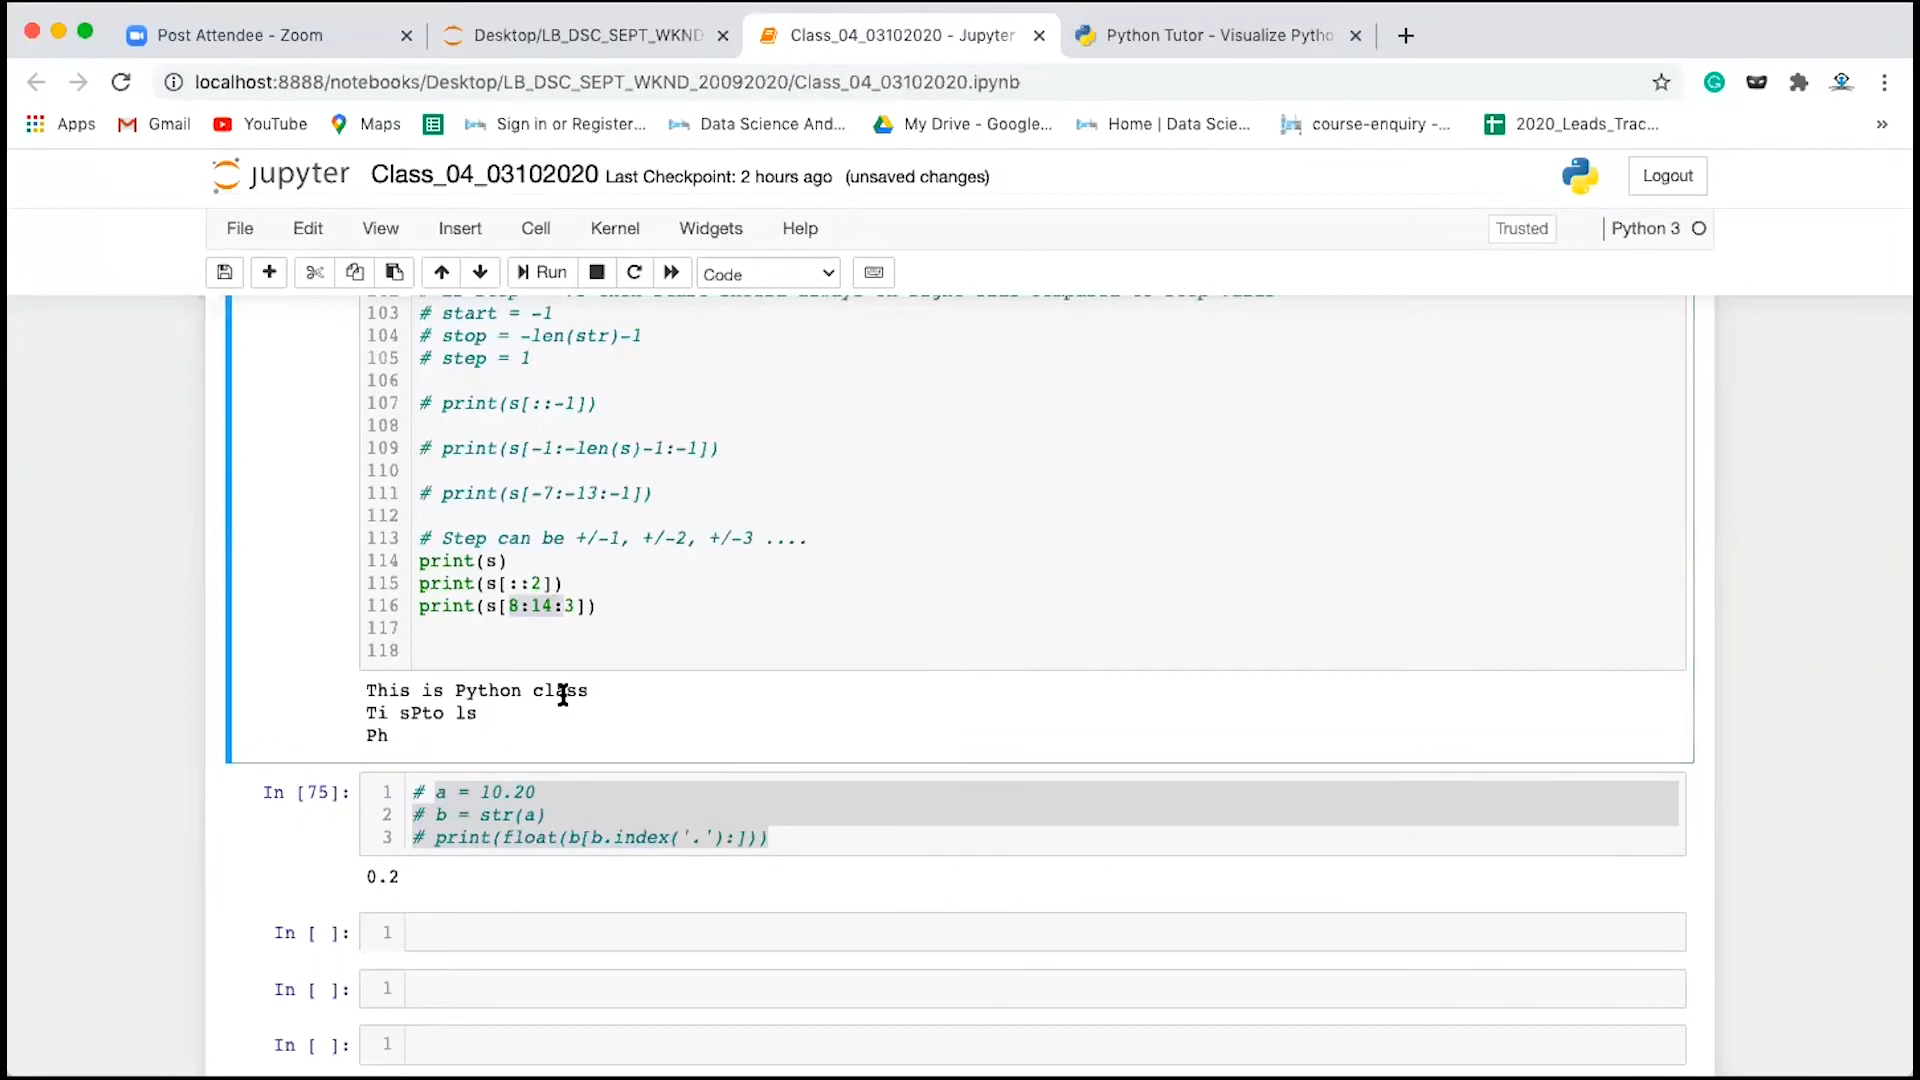 Post Attendee - Zoom
Desktop/LB_DSC_SEPT_WKND
Class_04_03102020 - Jupyter
Python Tutor - Visualize Pytho
localhost:8888/notebooks/Desktop/LB_DSC_SEPT_WKND_20092020/Class_04_03102020.ipynb
Apps Gmail YouTube Maps Sign in or Register... Data Science And... My Drive - Google... Home | Data Scie... course-enquiry -... 2020_Leads_Trac... »
jupyter Class_04_03102020 Last Checkpoint: 2 hours ago (unsaved changes) Logout
File Edit View Insert Cell Kernel Widgets Help Trusted Python 3
Run Code
103 # start = -1
104 # stop = -len(str)-1
105 # step = 1
106
107 # print(s[::-1])
108
109 # print(s[-1:-len(s)-1:-1])
110
111 # print(s[-7:-13:-1])
112
113 # Step can be +/-1, +/-2, +/-3 ....
114 print(s)
115 print(s[::2])
116 print(s[8:14:3])
117
118
This is Python class
Ti sPto ls
Ph
In [75]: 1 # a = 10.20
2 # b = str(a)
3 # print(float(b[b.index('.'):]))
0.2
In [ ]: 1
In [ ]: 1
In [ ]: 1